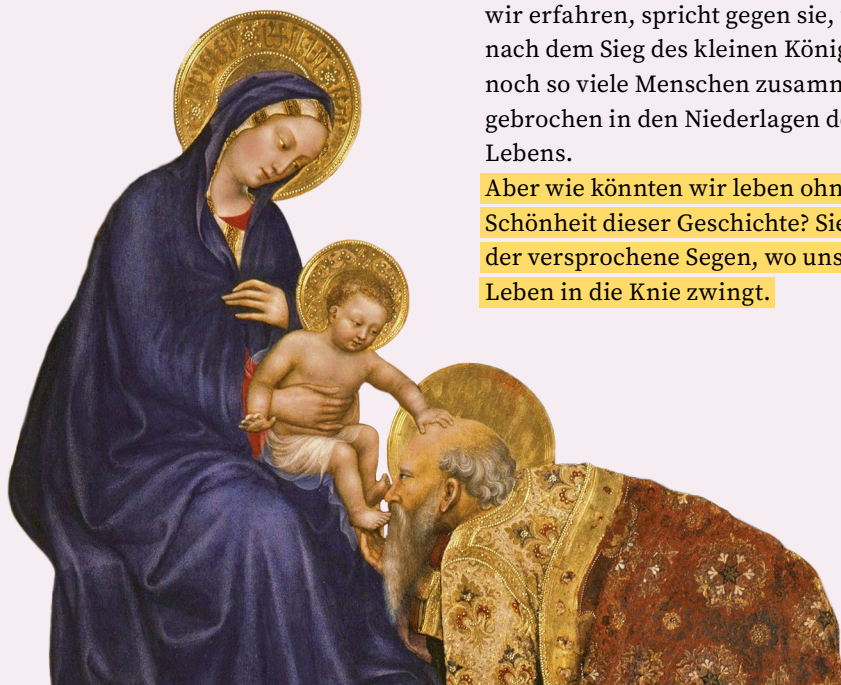 wir erfahren, spricht gegen sie,
nach dem Sieg des kleinen König
noch so viele Menschen zusamm
gebrochen in den Niederlagen d
Lebens.
Aber wie könnten wir leben ohn
Schönheit dieser Geschichte? Sie
der versprochene Segen, wo uns
Leben in die Knie zwingt.